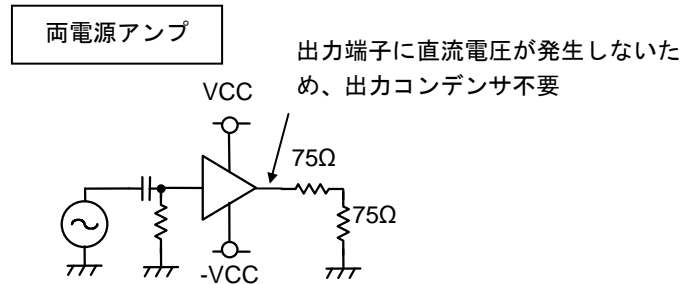 両電源アンプ
出力端子に直流電圧が発生しないた
め、出力コンデンサ不要
VCC
75Ω
75Ω
-VCC